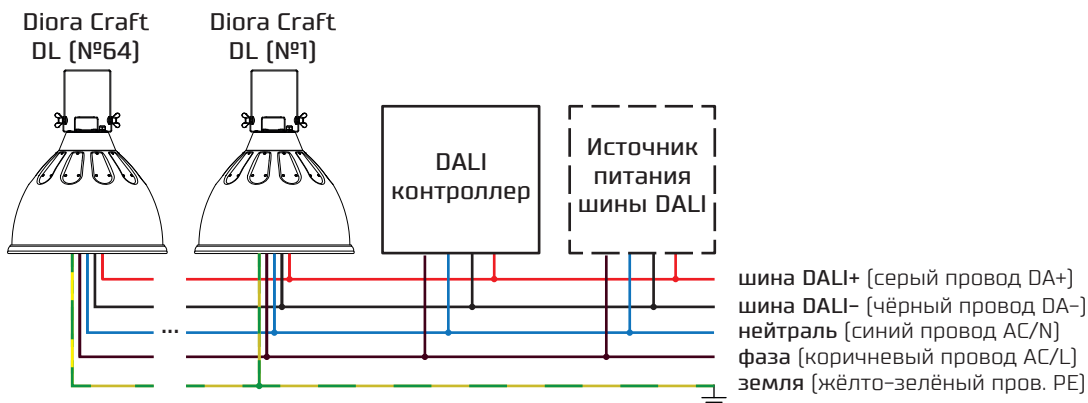 Diora Craft
DL (№64)
Diora Craft
DL (№1)
DALI
контроллер
Источник
питания
шины DALI
шина DALI+ (серый провод DA+)
шина DALI- (чёрный провод DA-)
...
нейтраль (синий провод AC/N)
фаза (коричневый провод AC/L)
земля (жёлто-зелёный пров. PE)